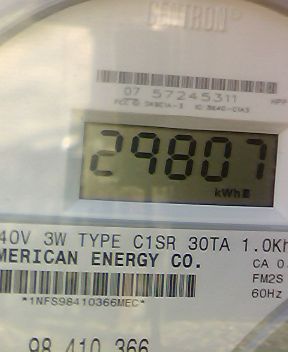 CENTRON®
07 57245311
29807
kWh
40V 3W TYPE C1SR 30TA 1.0Kh
MERICAN ENERGY CO.
CA 0.
FM2S
*1NFS98410366MEC*
60Hz
98 410 366